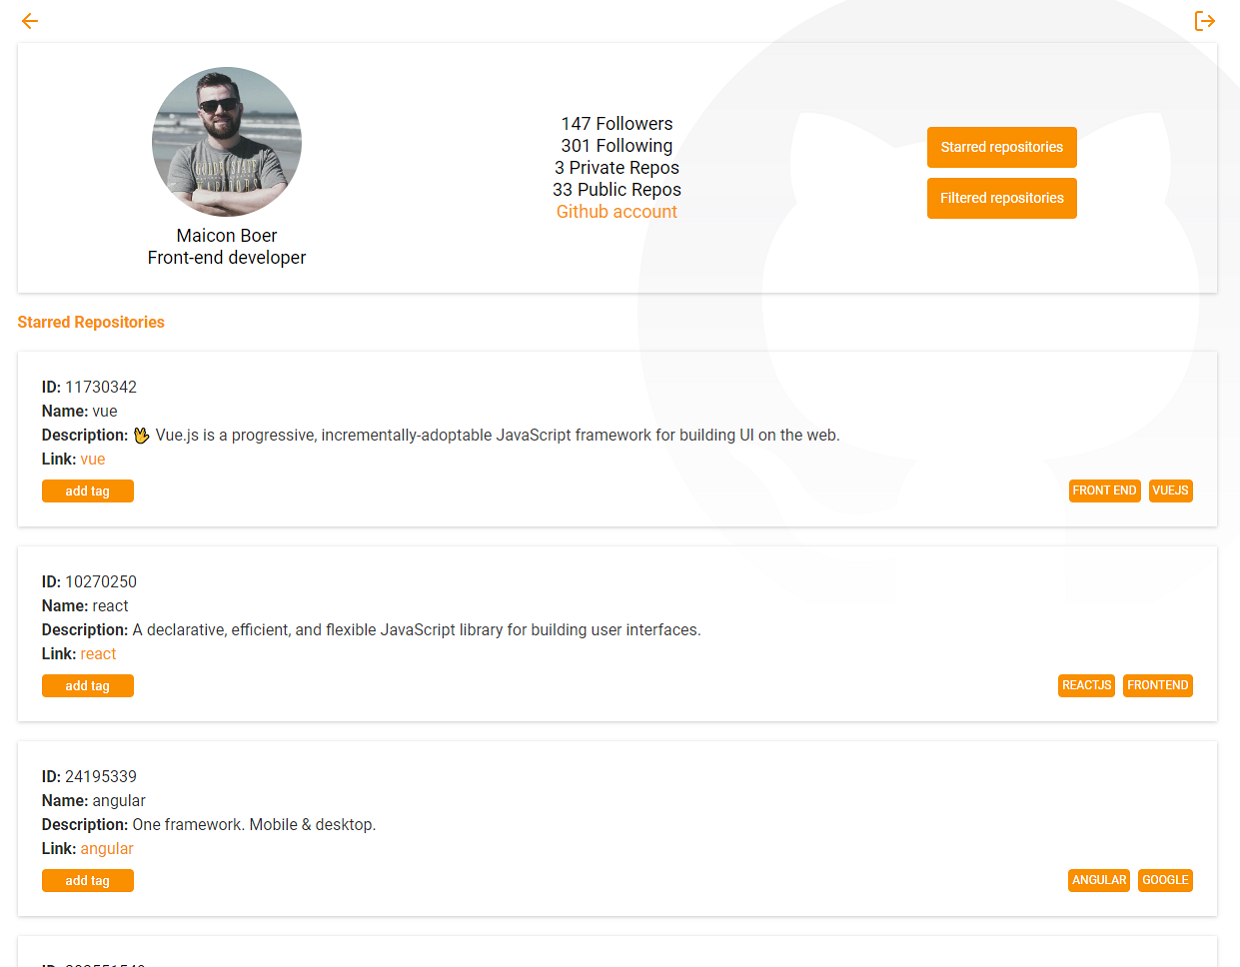 GOLDEN STATE
WARRIORS
Maicon Boer
Front-end developer
147 Followers
301 Following
3 Private Repos
33 Public Repos
Github account
Starred repositories
Filtered repositories
Starred Repositories
ID: 11730342
Name: vue
Description: 🖖 Vue.js is a progressive, incrementally-adoptable JavaScript framework for building UI on the web.
Link: vue
add tag
FRONT END
VUEJS
ID: 10270250
Name: react
Description: A declarative, efficient, and flexible JavaScript library for building user interfaces.
Link: react
add tag
REACTJS
FRONTEND
ID: 24195339
Name: angular
Description: One framework. Mobile & desktop.
Link: angular
add tag
ANGULAR
GOOGLE